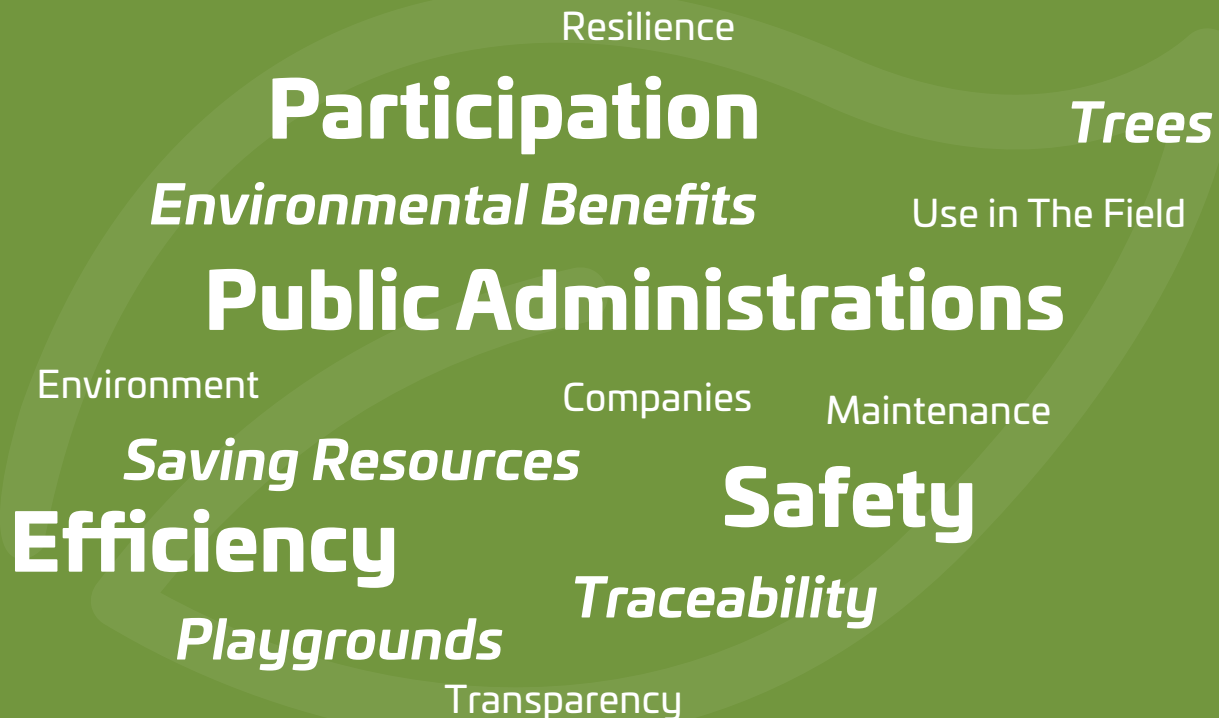 Resilience
Participation
Trees
Environmental Benefits
Use in The Field
Public Administrations
Environment
Companies
Maintenance
Saving Resources
Safety
Efficiency
Traceability
Playgrounds
Transparency